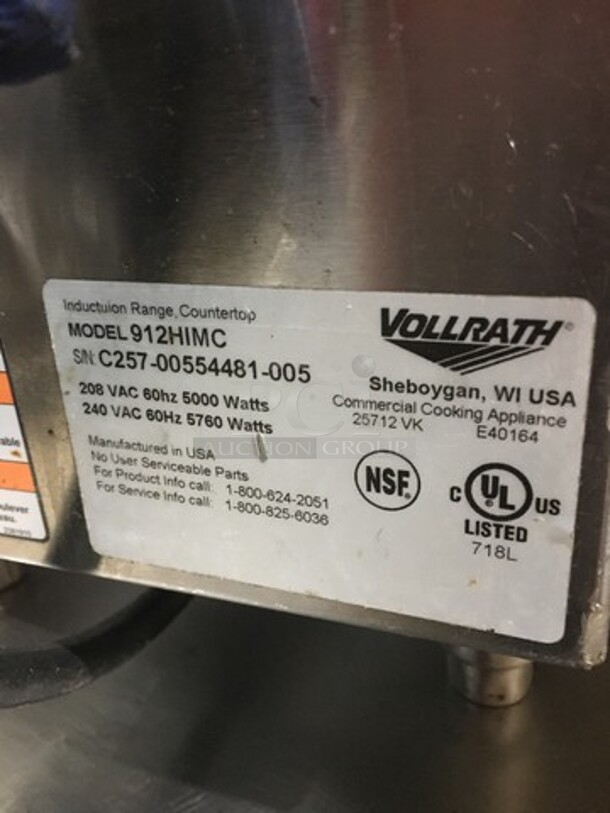 Inductuion Range, Countertop
MODEL 912HIMC
S/N: C257-00554481-005
208 VAC 60hz 5000 Watts
240 VAC 60Hz 5760 Watts
Manufactured in USA
No User Serviceable Parts
For Product Info call: 1-800-624-2051
For Service Info call: 1-800-825-6036
VOLLRATH®
Sheboygan, WI USA
Commercial Cooking Appliance
25712 VK E40164
NSF®
C UL US
LISTED
718L
AUCTION GROUP